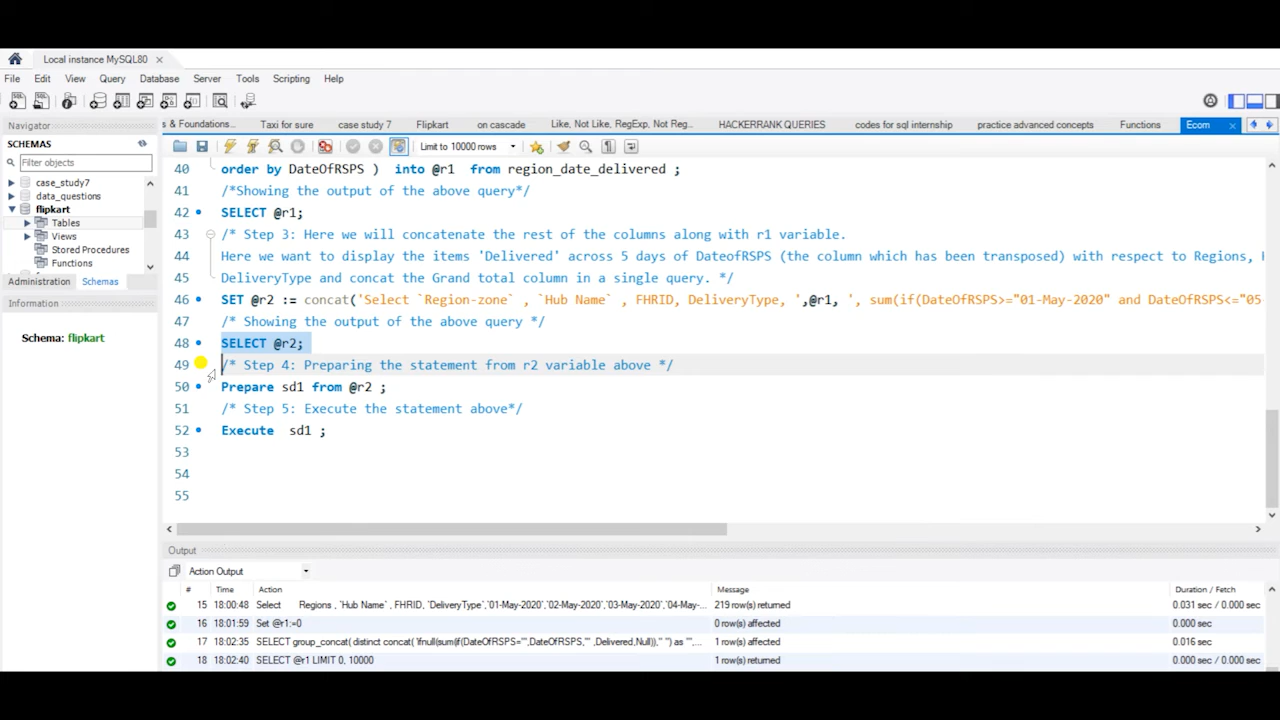 Local instance MySQL80
File Edit View Query Database Server Tools Scripting Help
Navigator
s & Foundations... Taxi for sure case study 7 Flipkart on cascade Like, Not Like, RegExp, Not Reg... HACKERRANK QUERIES codes for sql internship practice advanced concepts Functions Ecom
SCHEMAS
Limit to 10000 rows
Filter objects
case_study7
data_questions
flipkart
Tables
Views
Stored Procedures
Functions
Administration Schemas
Information
Schema: flipkart
40 order by DateOfRSPS ) into @r1 from region_date_delivered ;
41 /*Showing the output of the above query*/
42 SELECT @r1;
43 /* Step 3: Here we will concatenate the rest of the columns along with r1 variable.
44 Here we want to display the items 'Delivered' across 5 days of DateofRSPS (the column which has been transposed) with respect to Regions, H
45 DeliveryType and concat the Grand total column in a single query. */
46 SET @r2 := concat('Select `Region-zone` , `Hub Name` , FHRID, DeliveryType, ',@r1, ', sum(if(DateOfRSPS>="01-May-2020" and DateOfRSPS<="05-
47 /* Showing the output of the above query */
48 SELECT @r2;
49 /* Step 4: Preparing the statement from r2 variable above */
50 Prepare sd1 from @r2 ;
51 /* Step 5: Execute the statement above*/
52 Execute sd1 ;
53
54
55
Output
Action Output
# Time Action Message Duration / Fetch
15 18:00:48 Select Regions , `Hub Name` , FHRID, `DeliveryType`,`01-May-2020`,`02-May-2020`,`03-May-2020`,`04-May-... 219 row(s) returned 0.031 sec / 0.000 sec
16 18:01:59 Set @r1:=0 0 row(s) affected 0.000 sec
17 18:02:35 SELECT group_concat( distinct concat( 'ifnull(sum(if(DateOfRSPS="',DateOfRSPS,'" ,Delivered,Null)),"") as "',... 1 row(s) affected 0.016 sec
18 18:02:40 SELECT @r1 LIMIT 0, 10000 1 row(s) returned 0.000 sec / 0.000 sec